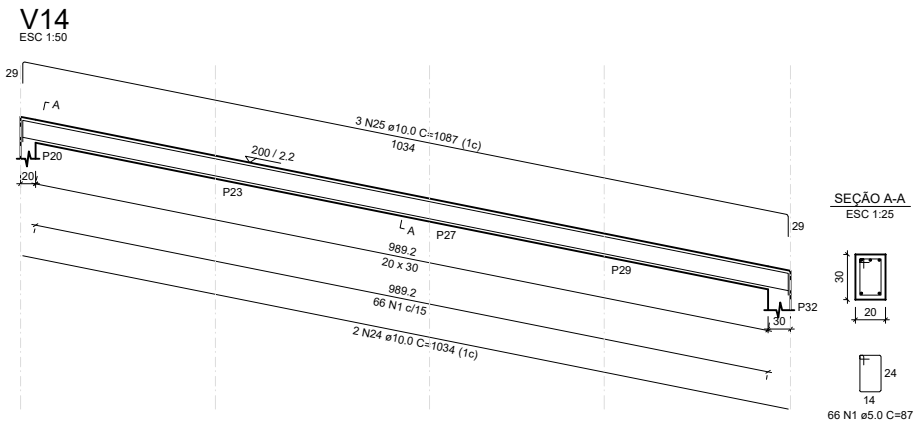 V14
ESC 1:50
29
A
3 N25 ø10.0 C=1087 (1c)
1034
200 / 2.2
P20
20
P23
A
P27
29
SEÇÃO A-A
ESC 1:25
989.2
20 x 30
P29
30
20
989.2
66 N1 c/15
P32
30
2 N24 ø10.0 C=1034 (1c)
24
14
66 N1 ø5.0 C=87